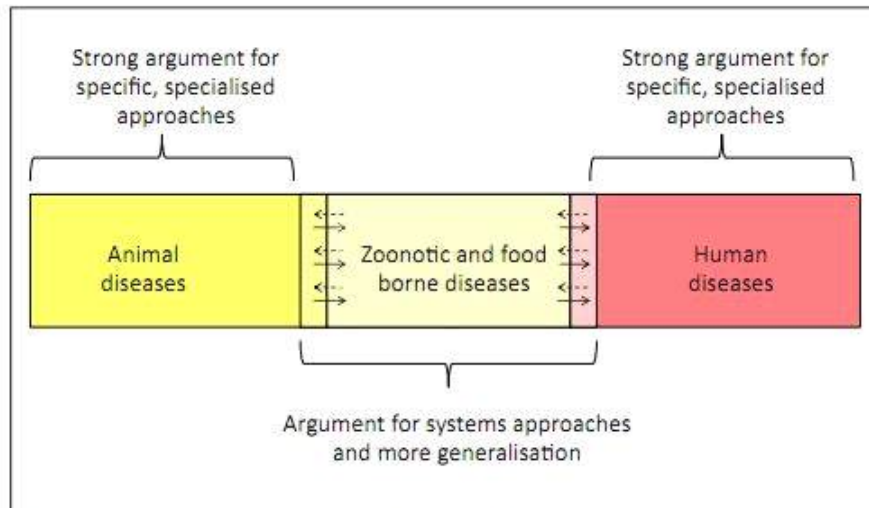 Strong argument for
specific, specialised
approaches
Strong argument for
specific, specialised
approaches
Animal
diseases
Zoonotic and food
borne diseases
Human
diseases
Argument for systems approaches
and more generalisation